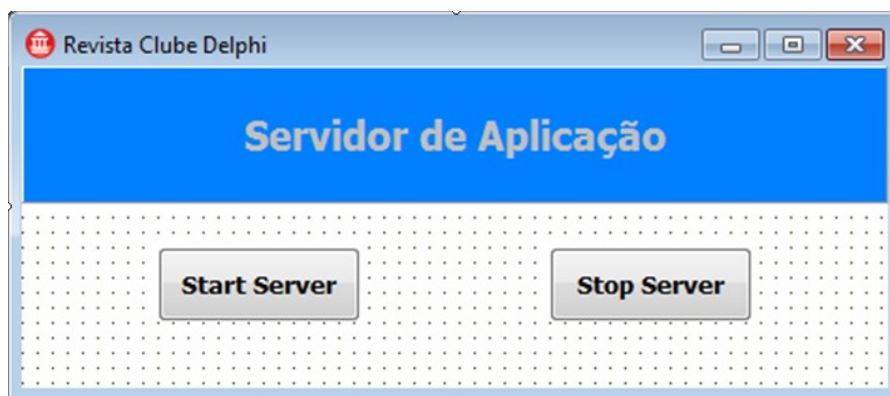 Revista Clube Delphi
Servidor de Aplicação
Start Server
Stop Server